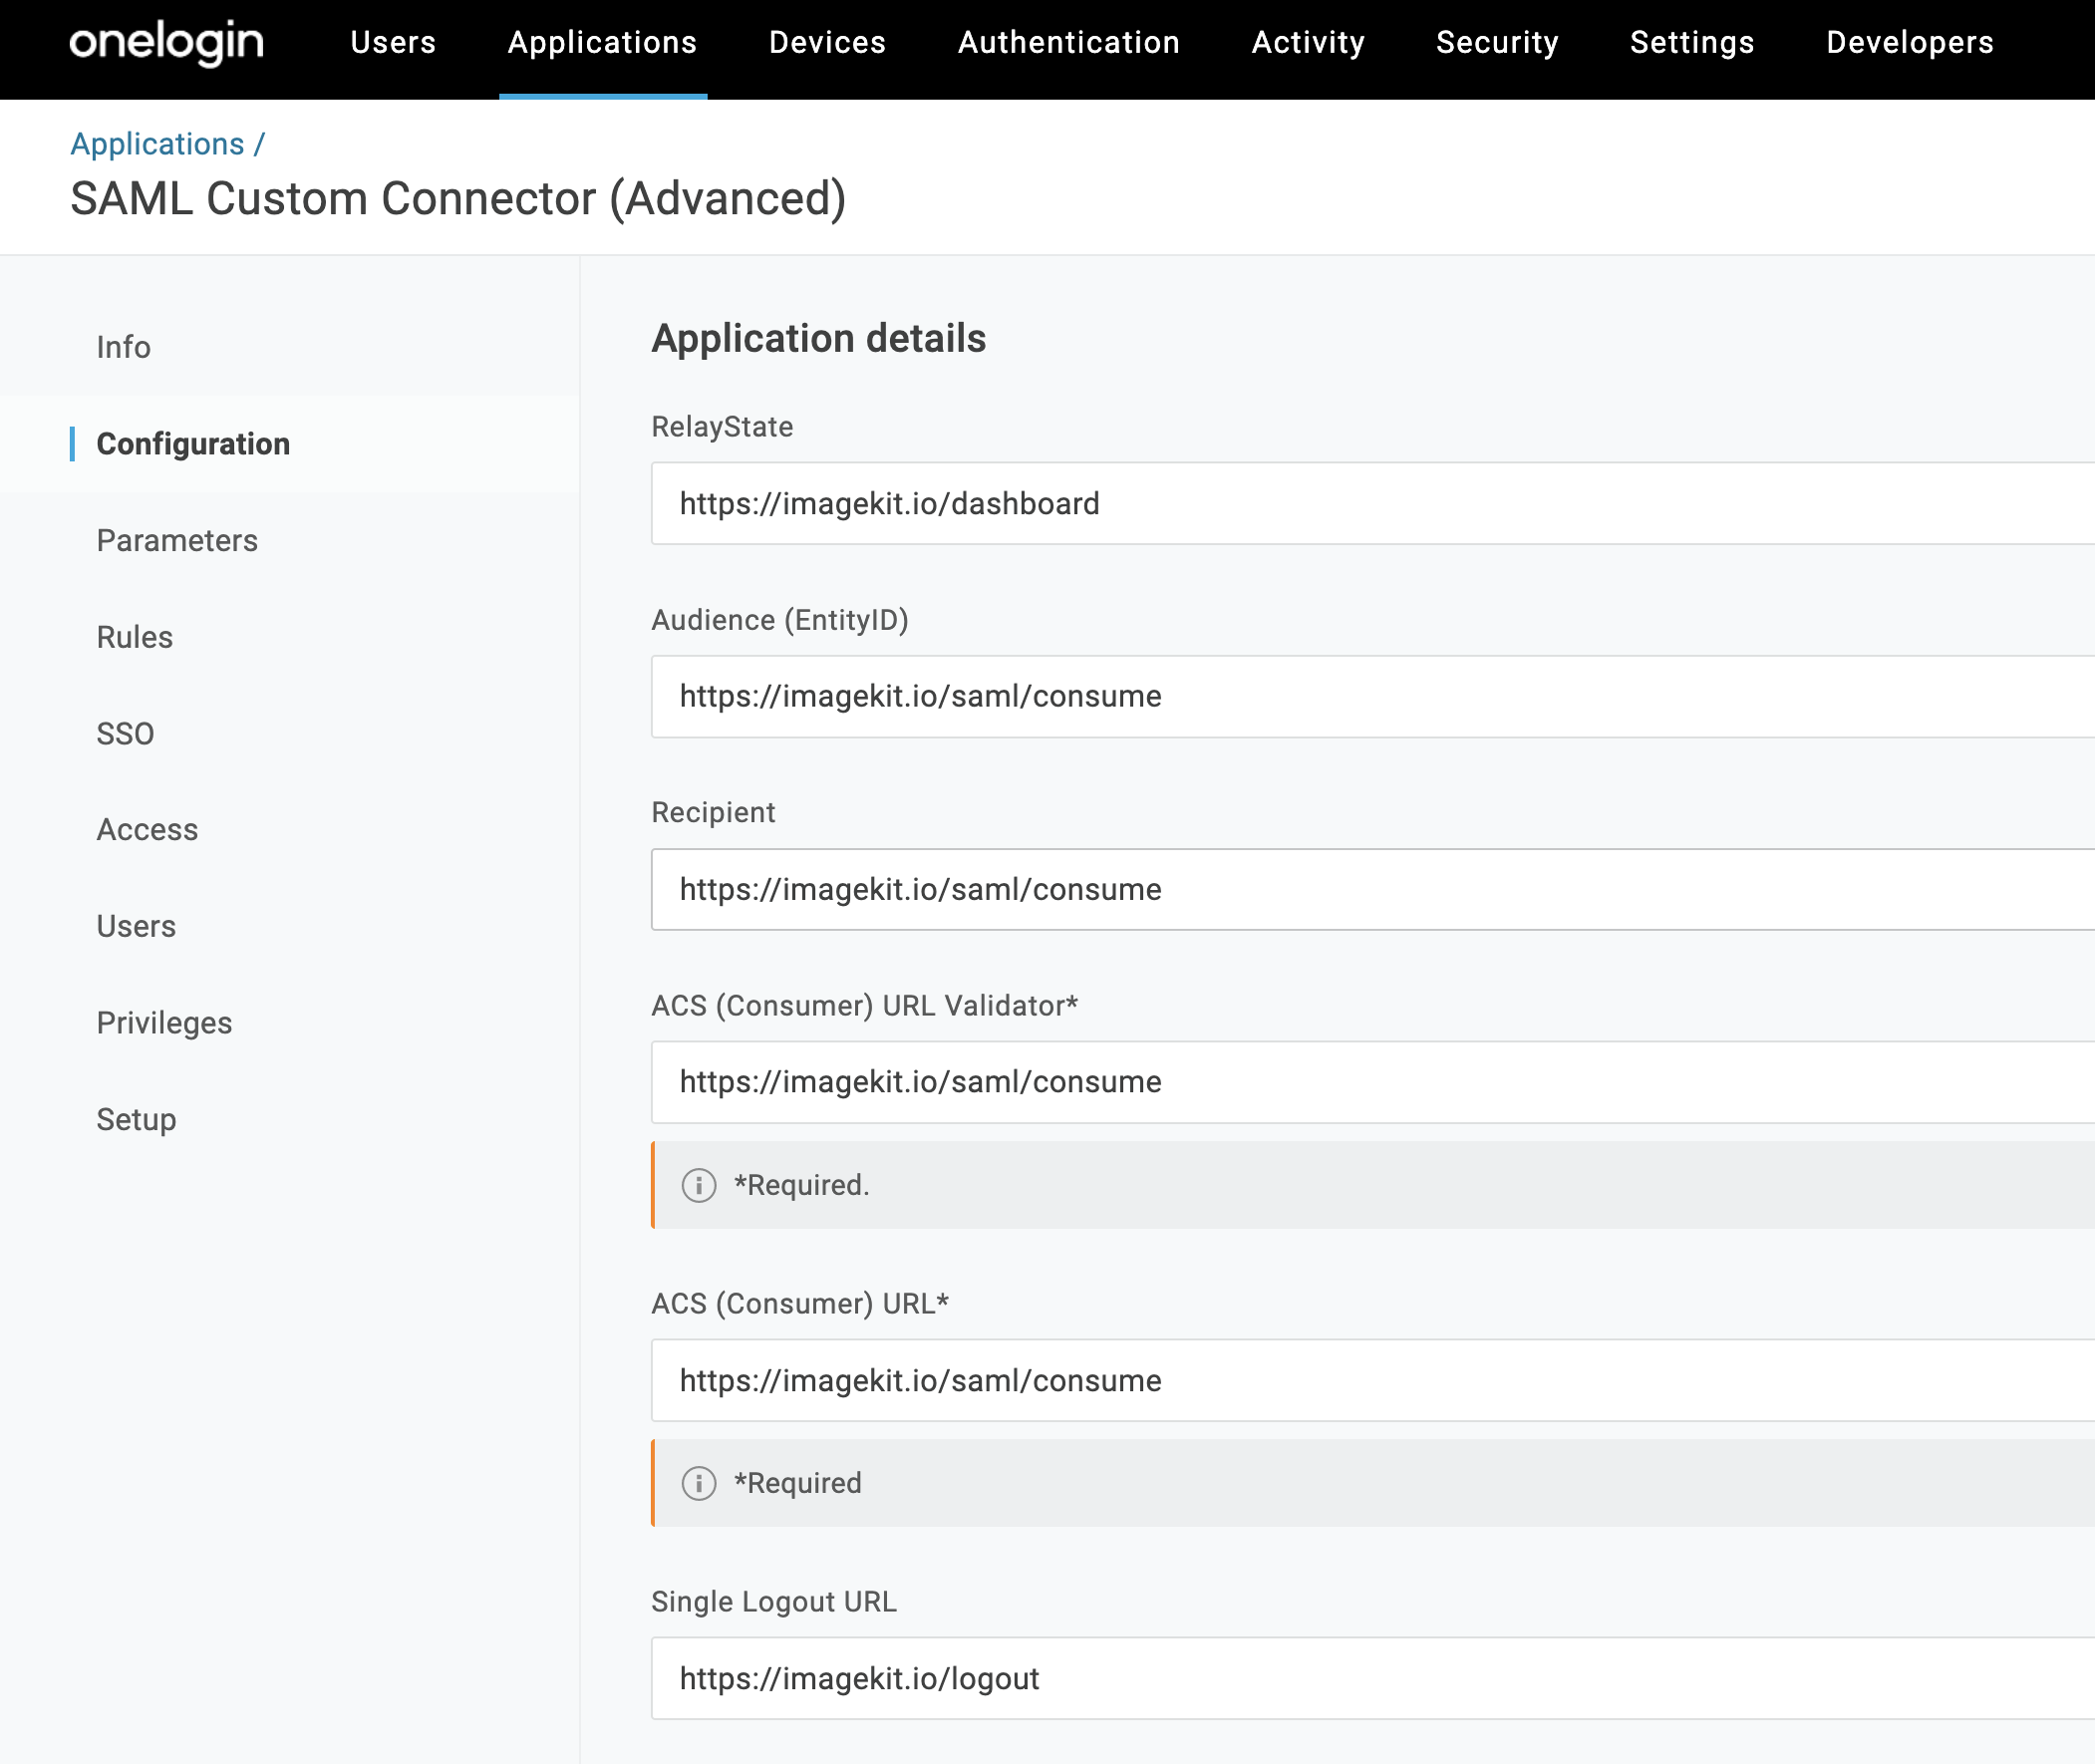 onelogin Users Applications Devices Authentication Activity Security Settings Developers
Applications /
SAML Custom Connector (Advanced)
Info
Configuration
Parameters
Rules
SSO
Access
Users
Privileges
Setup
Application details
RelayState
https://imagekit.io/dashboard
Audience (EntityID)
https://imagekit.io/saml/consume
Recipient
https://imagekit.io/saml/consume
ACS (Consumer) URL Validator*
https://imagekit.io/saml/consume
*Required.
ACS (Consumer) URL*
https://imagekit.io/saml/consume
*Required
Single Logout URL
https://imagekit.io/logout